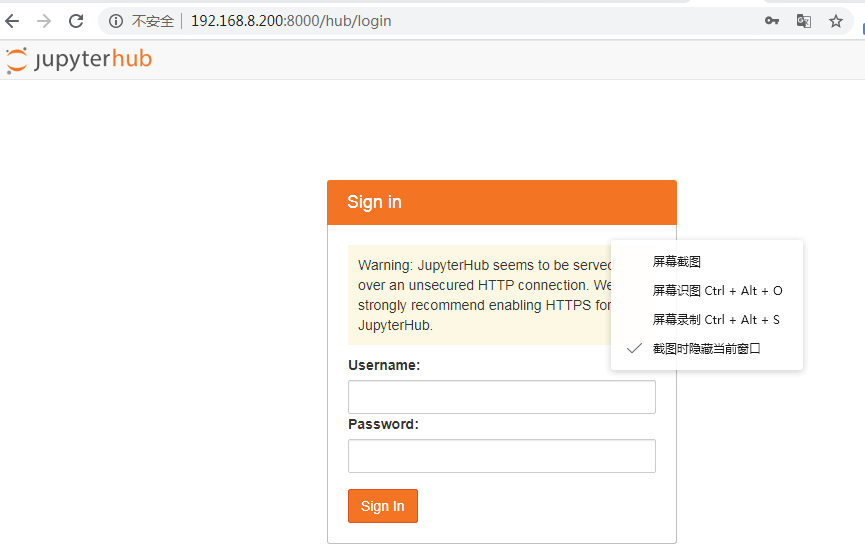 不安全 192.168.8.200:8000/hub/login
jupyterhub
Sign in
Warning: JupyterHub seems to be served
over an unsecured HTTP connection. We
strongly recommend enabling HTTPS for
JupyterHub.
屏幕截图
屏幕识图 Ctrl + Alt + O
屏幕录制 Ctrl + Alt + S
截图时隐藏当前窗口
Username:
Password:
Sign In